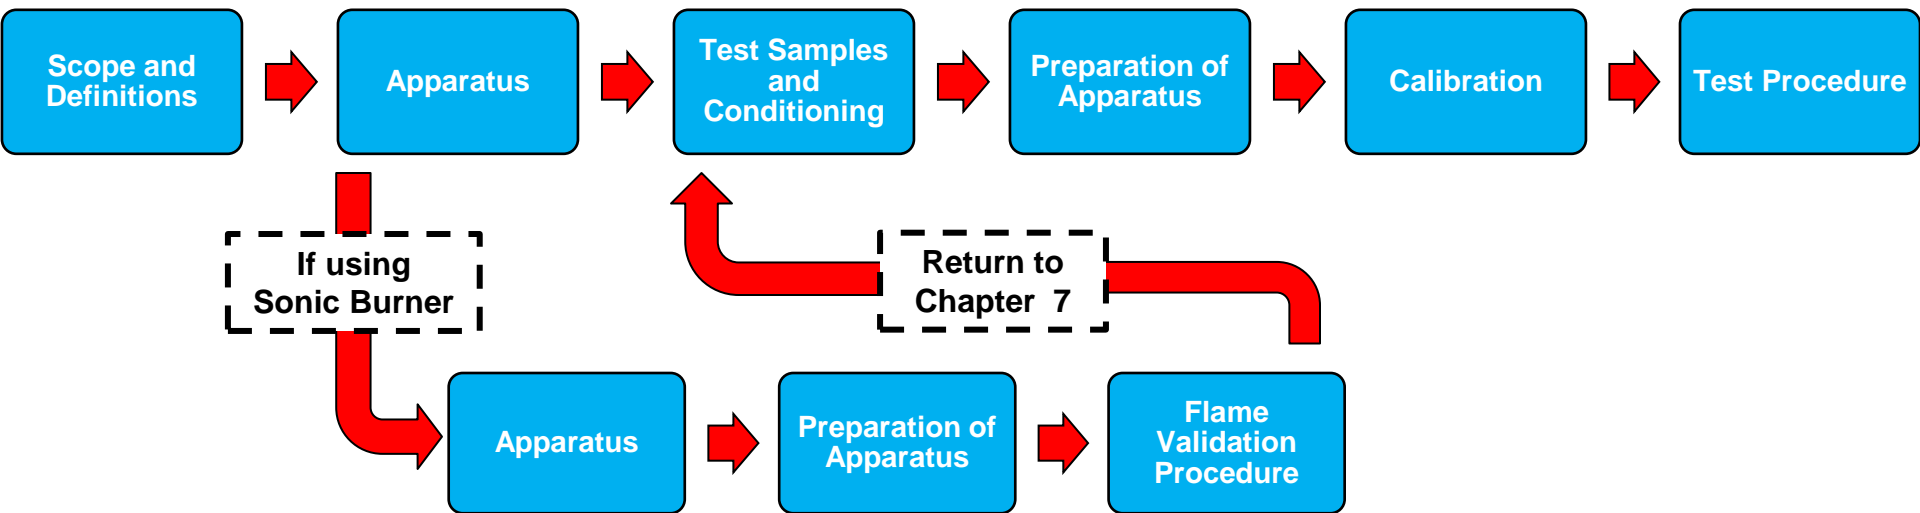 Scope and
Definitions
Apparatus
Test Samples
and
Conditioning
Preparation of
Apparatus
Calibration
Test Procedure
If using
Sonic Burner
Return to
Chapter 7
Apparatus
Preparation of
Apparatus
Flame
Validation
Procedure